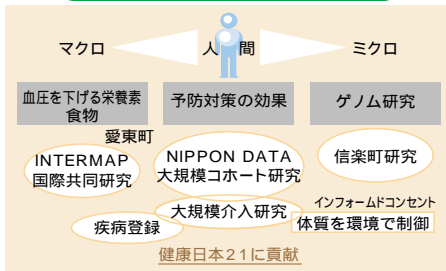 マクロ 人間 ミクロ
血圧を下げる栄養素
食物
予防対策の効果
ゲノム研究
愛東町
INTERMAP
国際共同研究
NIPPON DATA
大規模コホート研究
信楽町研究
大規模介入研究
疾病登録
インフォームドコンセント
体質を環境で制御
健康日本21に貢献